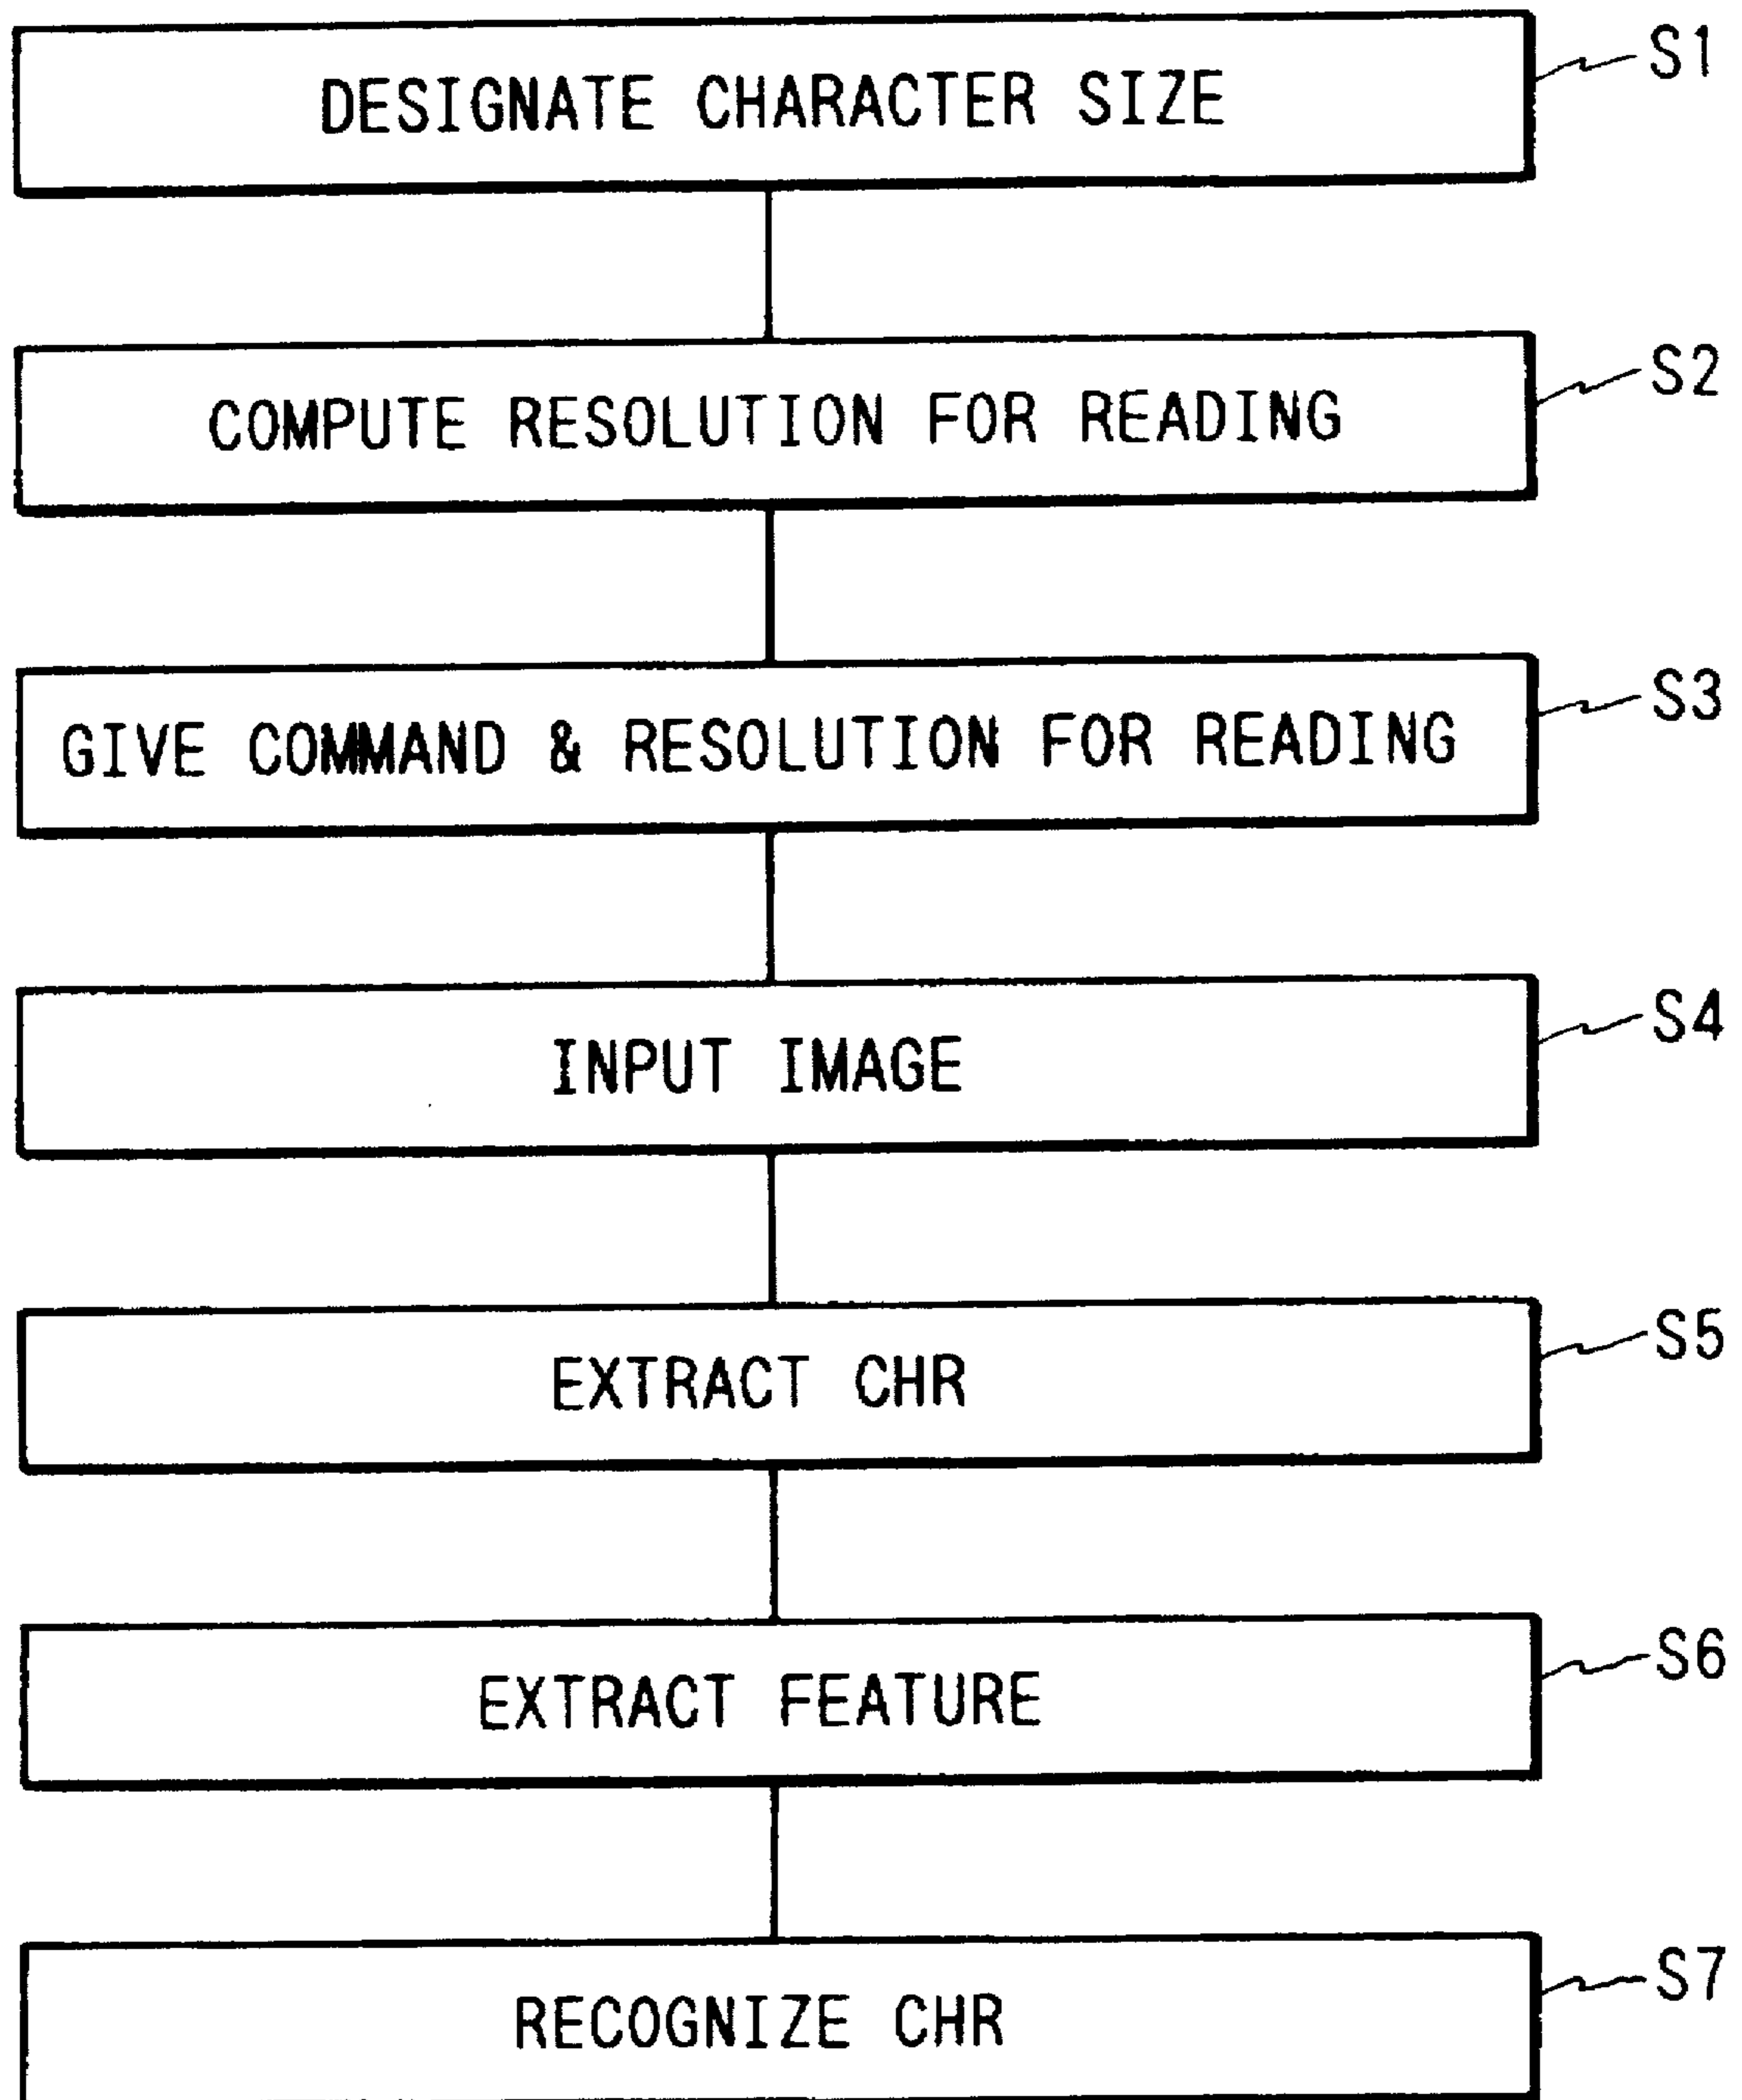 DESIGNATE CHARACTER SIZE S1
COMPUTE RESOLUTION FOR READING S2
GIVE COMMAND & RESOLUTION FOR READING S3
INPUT IMAGE S4
EXTRACT CHR S5
EXTRACT FEATURE S6
RECOGNIZE CHR S7